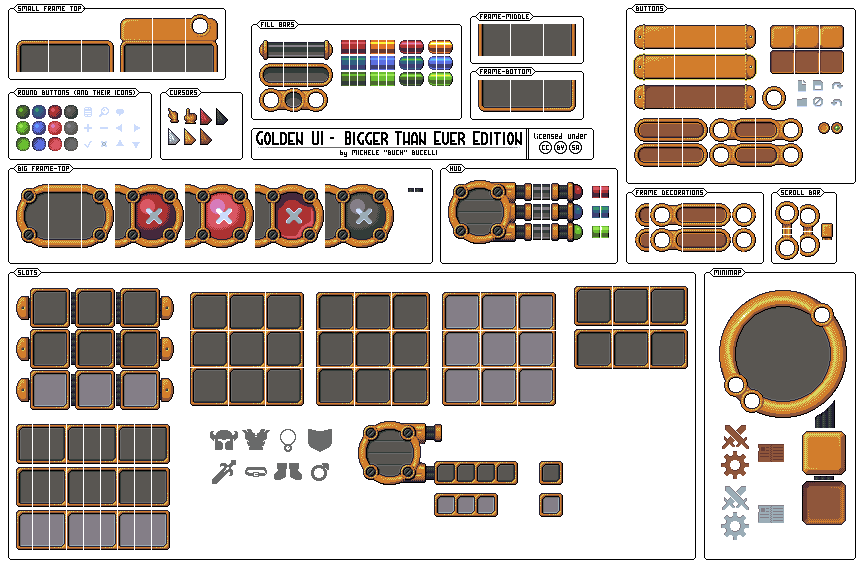 SMALL FRAME TOP
FILL BARS
FRAME-MIDDLE
BUTTONS
FRAME-BOTTOM
ROUND BUTTONS (AND THEIR ICONS)
CURSORS
GOLDEN UI - BIGGER THAN EVER EDITION
by MICHELE "BUCH" BUCELLI
licensed under
CC BY SA
BIG FRAME-TOP
HUD
FRAME DECORATIONS
SCROLL BAR
SLOTS
MINIMAP